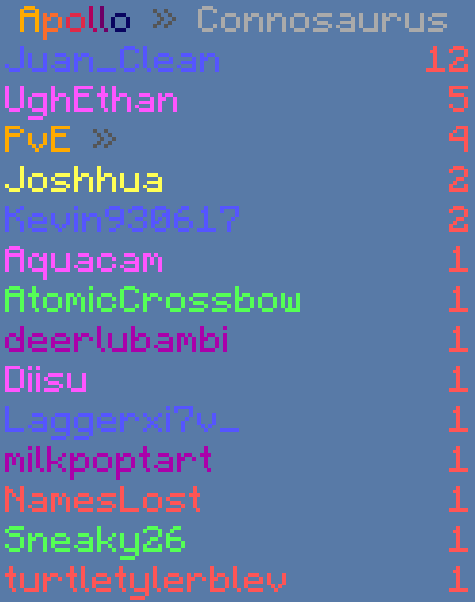 Apollo » Connosaurus
Juan_Clean 12
UghEthan 5
PvE » 4
Joshhua 2
Kevin930617 2
Aquacam 1
AtomicCrossbow 1
deerlubambi 1
Diisu 1
Laggerxi7v_ 1
milkpoptart 1
NamesLost 1
Sneaky26 1
turtletylerblev 1